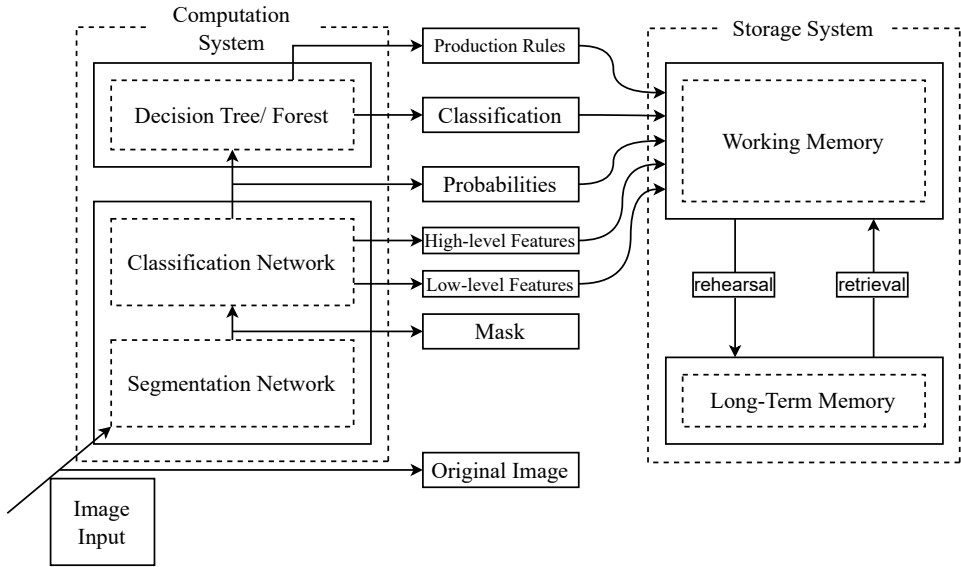 Computation
System
Storage System
Production Rules
Decision Tree/ Forest
Classification
Working Memory
Probabilities
High-level Features
Classification Network
Low-level Features
rehearsal
retrieval
Mask
Segmentation Network
Long-Term Memory
Original Image
Image
Input